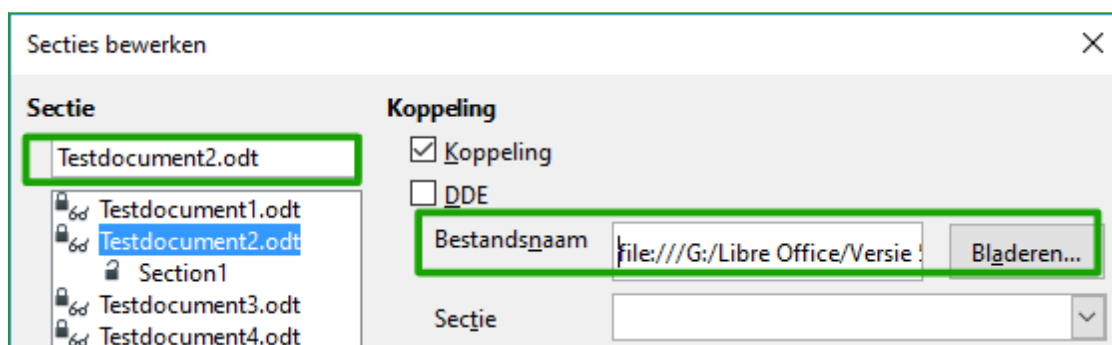 Secties bewerken
Sectie
Koppeling
Testdocument2.odt
Koppeling
DDE
Testdocument1.odt
Testdocument2.odt
Section1
Testdocument3.odt
Testdocument4.odt
Bestandsnaam
file:///G:/Libre Office/Versie
Bladeren...
Sectie